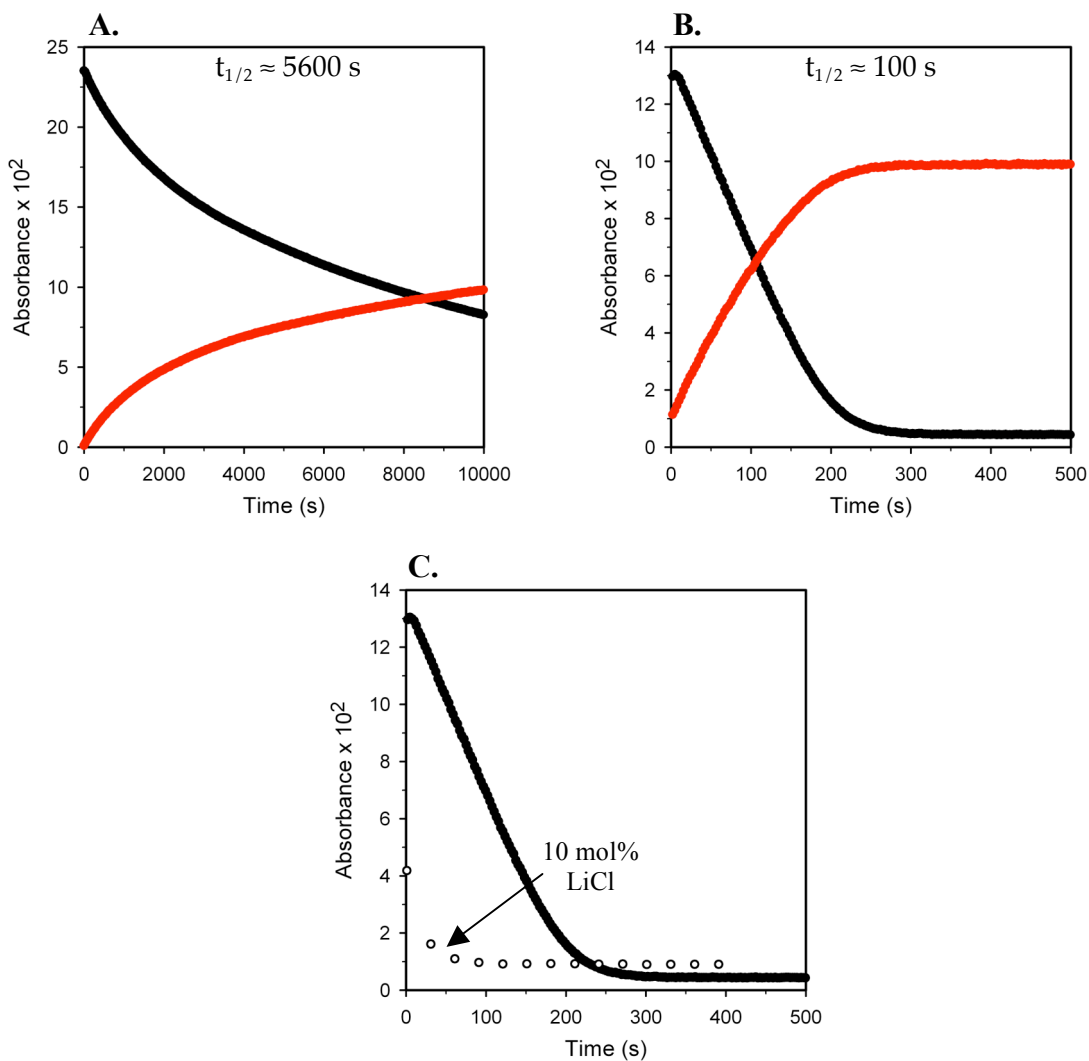 A.
t1/2 ≈ 5600 s
25
20
15
10
5
0
Absorbance x 10²
0 2000 4000 6000 8000 10000
Time (s)
B.
t1/2 ≈ 100 s
14
12
10
8
6
4
2
0
Absorbance x 10²
0 100 200 300 400 500
Time (s)
C.
14
12
10
8
6
4
2
0
Absorbance x 10²
10 mol%
LiCl
0 100 200 300 400 500
Time (s)